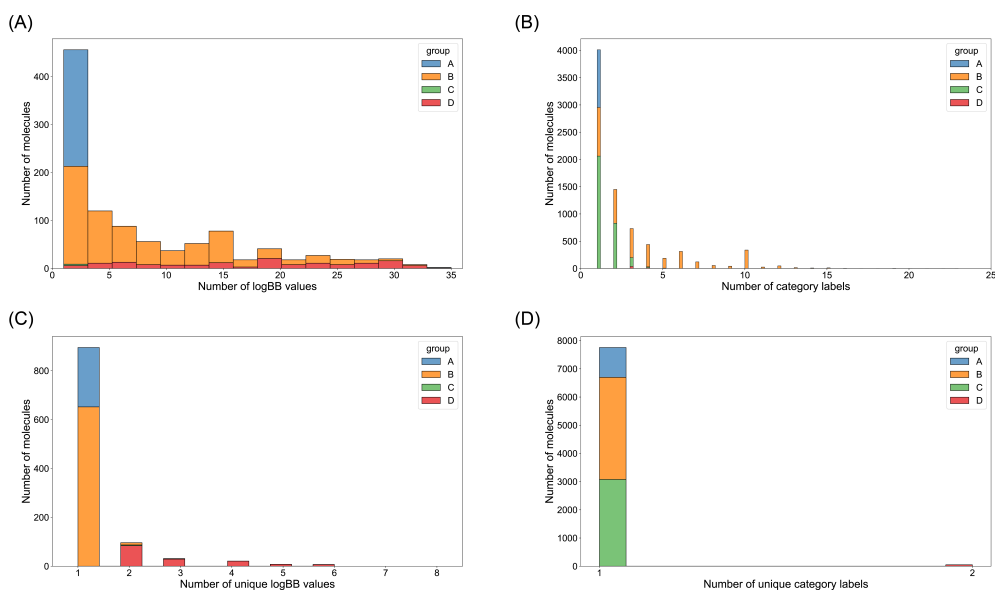 (A)
Number of molecules
400
300
200
100
0
0 5 10 15 20 25 30 35
Number of logBB values
group
A
B
C
D
(B)
Number of molecules
4000
3500
3000
2500
2000
1500
1000
500
0
0 5 10 15 20 25
Number of category labels
group
A
B
C
D
(C)
Number of molecules
800
600
400
200
0
1 2 3 4 5 6 7 8
Number of unique logBB values
group
A
B
C
D
(D)
Number of molecules
8000
7000
6000
5000
4000
3000
2000
1000
0
1 2
Number of unique category labels
group
A
B
C
D